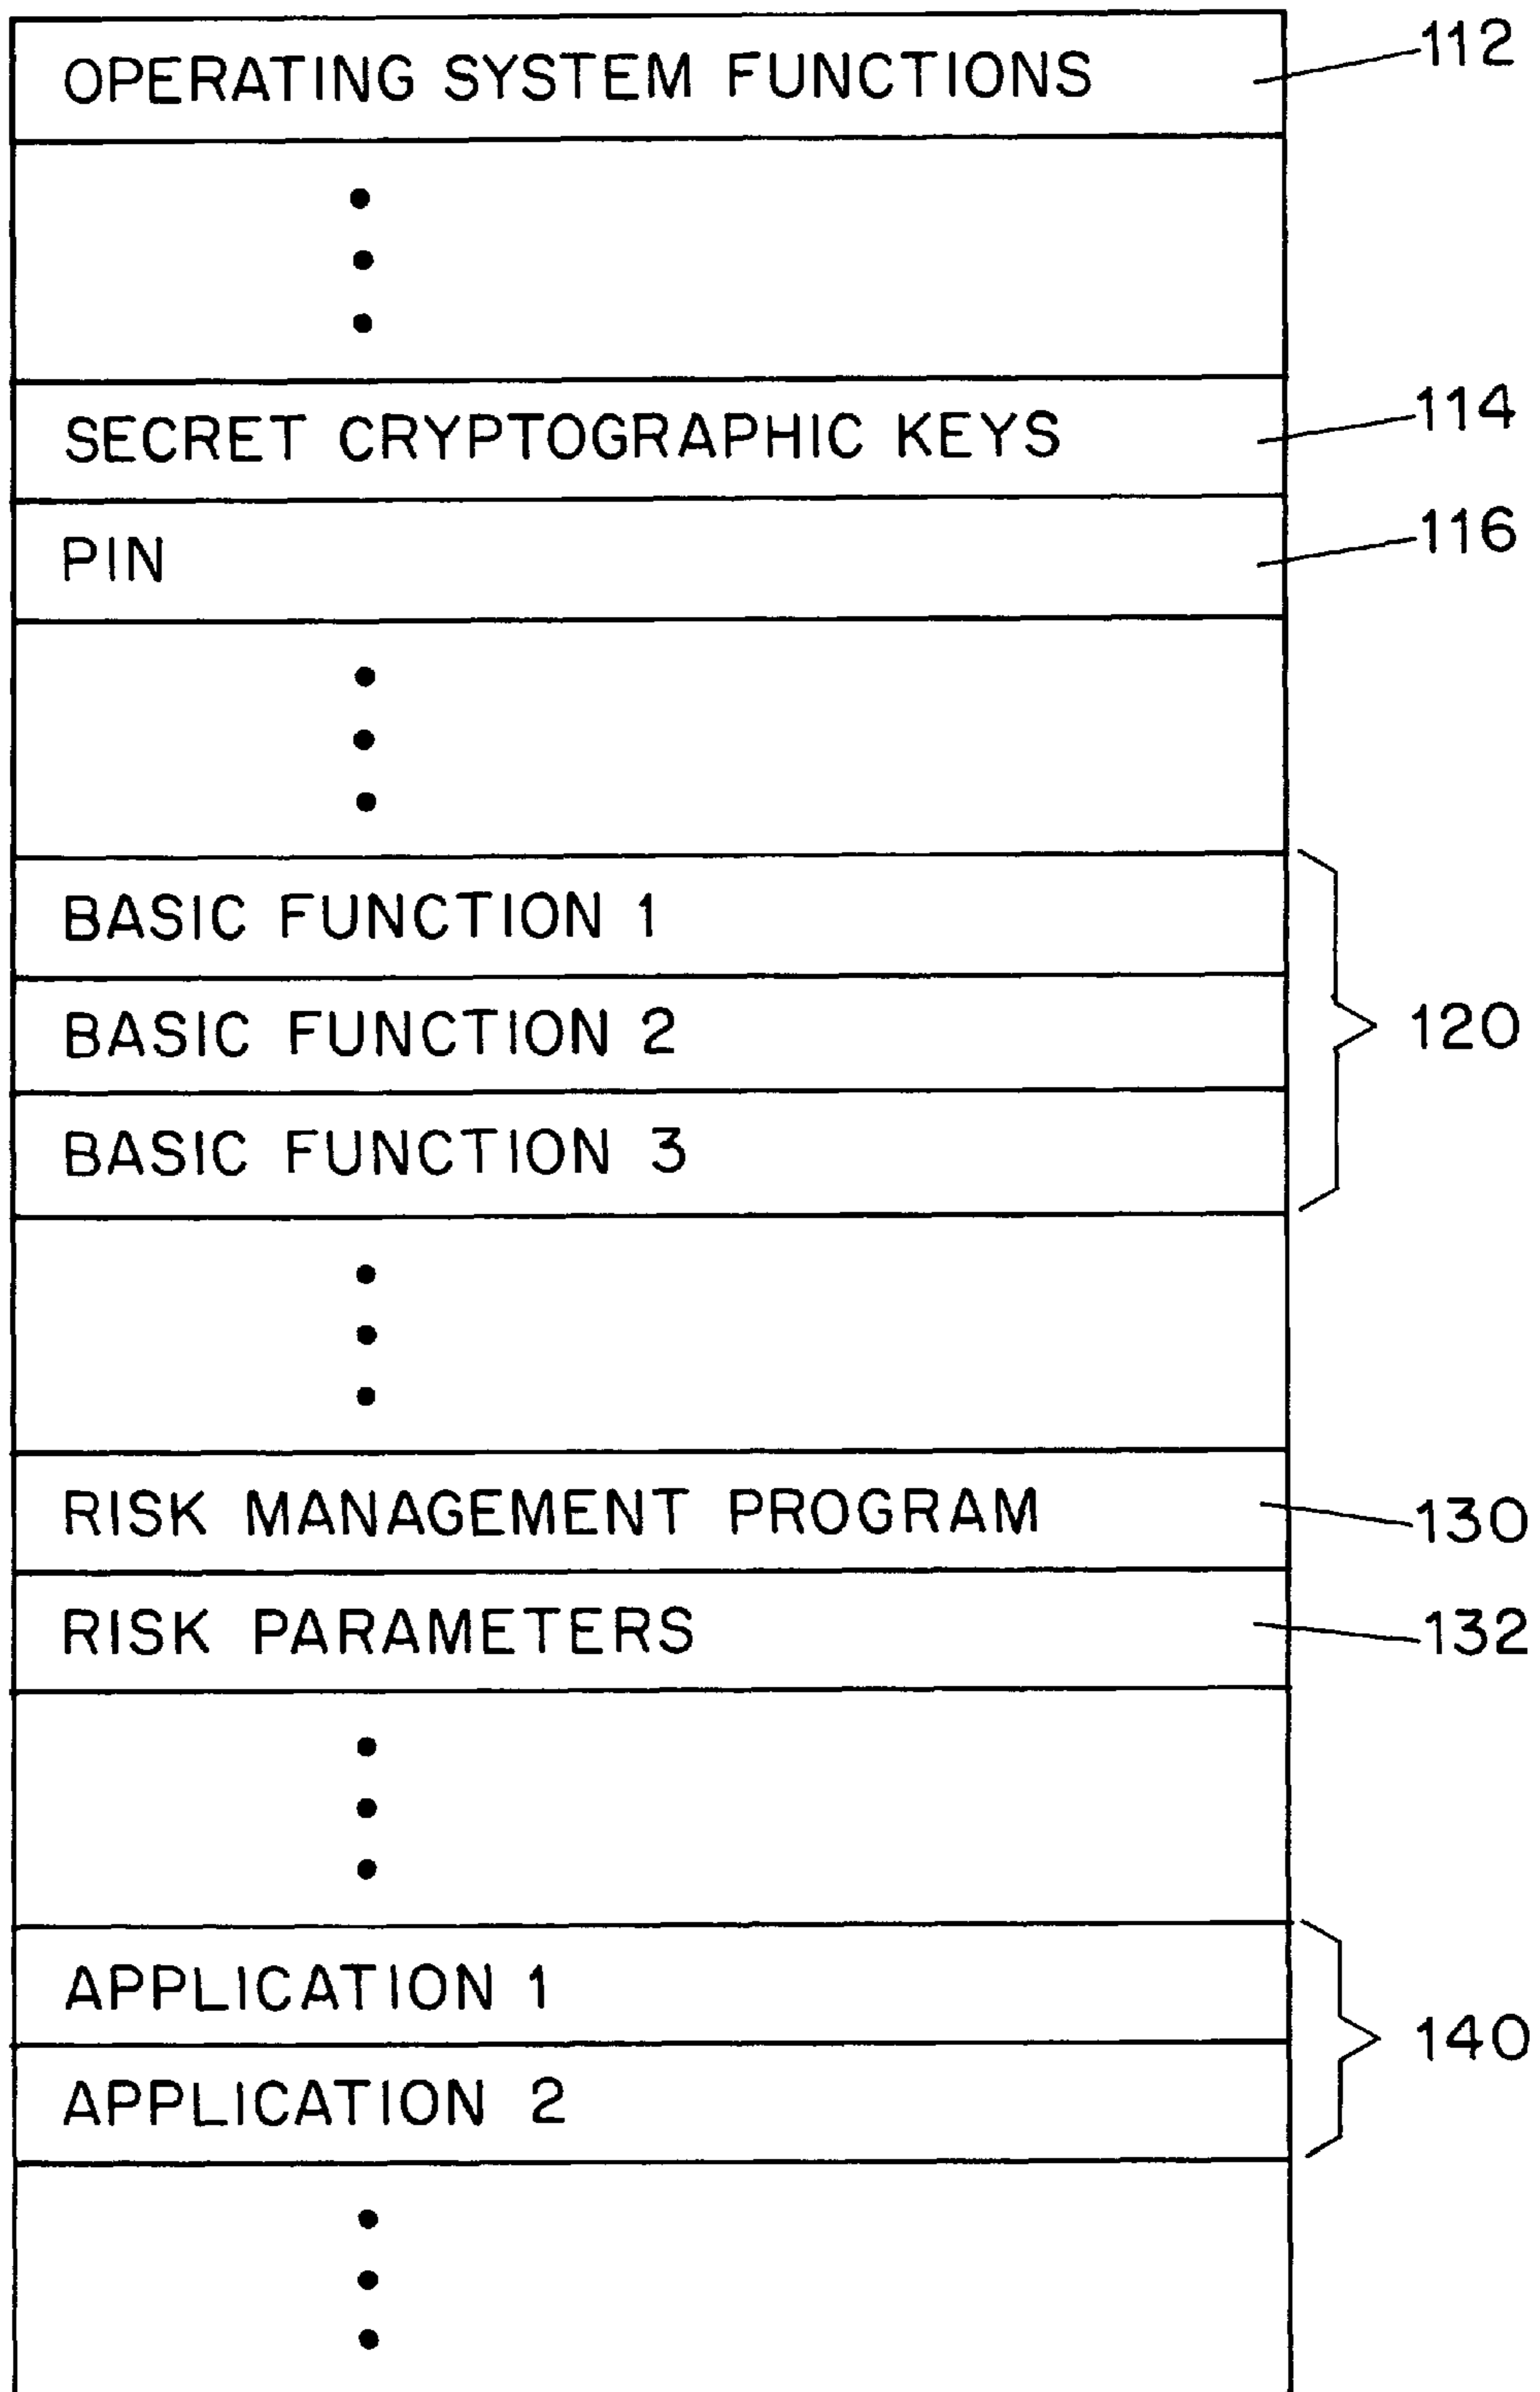 OPERATING SYSTEM FUNCTIONS 112
SECRET CRYPTOGRAPHIC KEYS 114
PIN 116
BASIC FUNCTION 1
BASIC FUNCTION 2 120
BASIC FUNCTION 3
RISK MANAGEMENT PROGRAM 130
RISK PARAMETERS 132
APPLICATION 1
140
APPLICATION 2